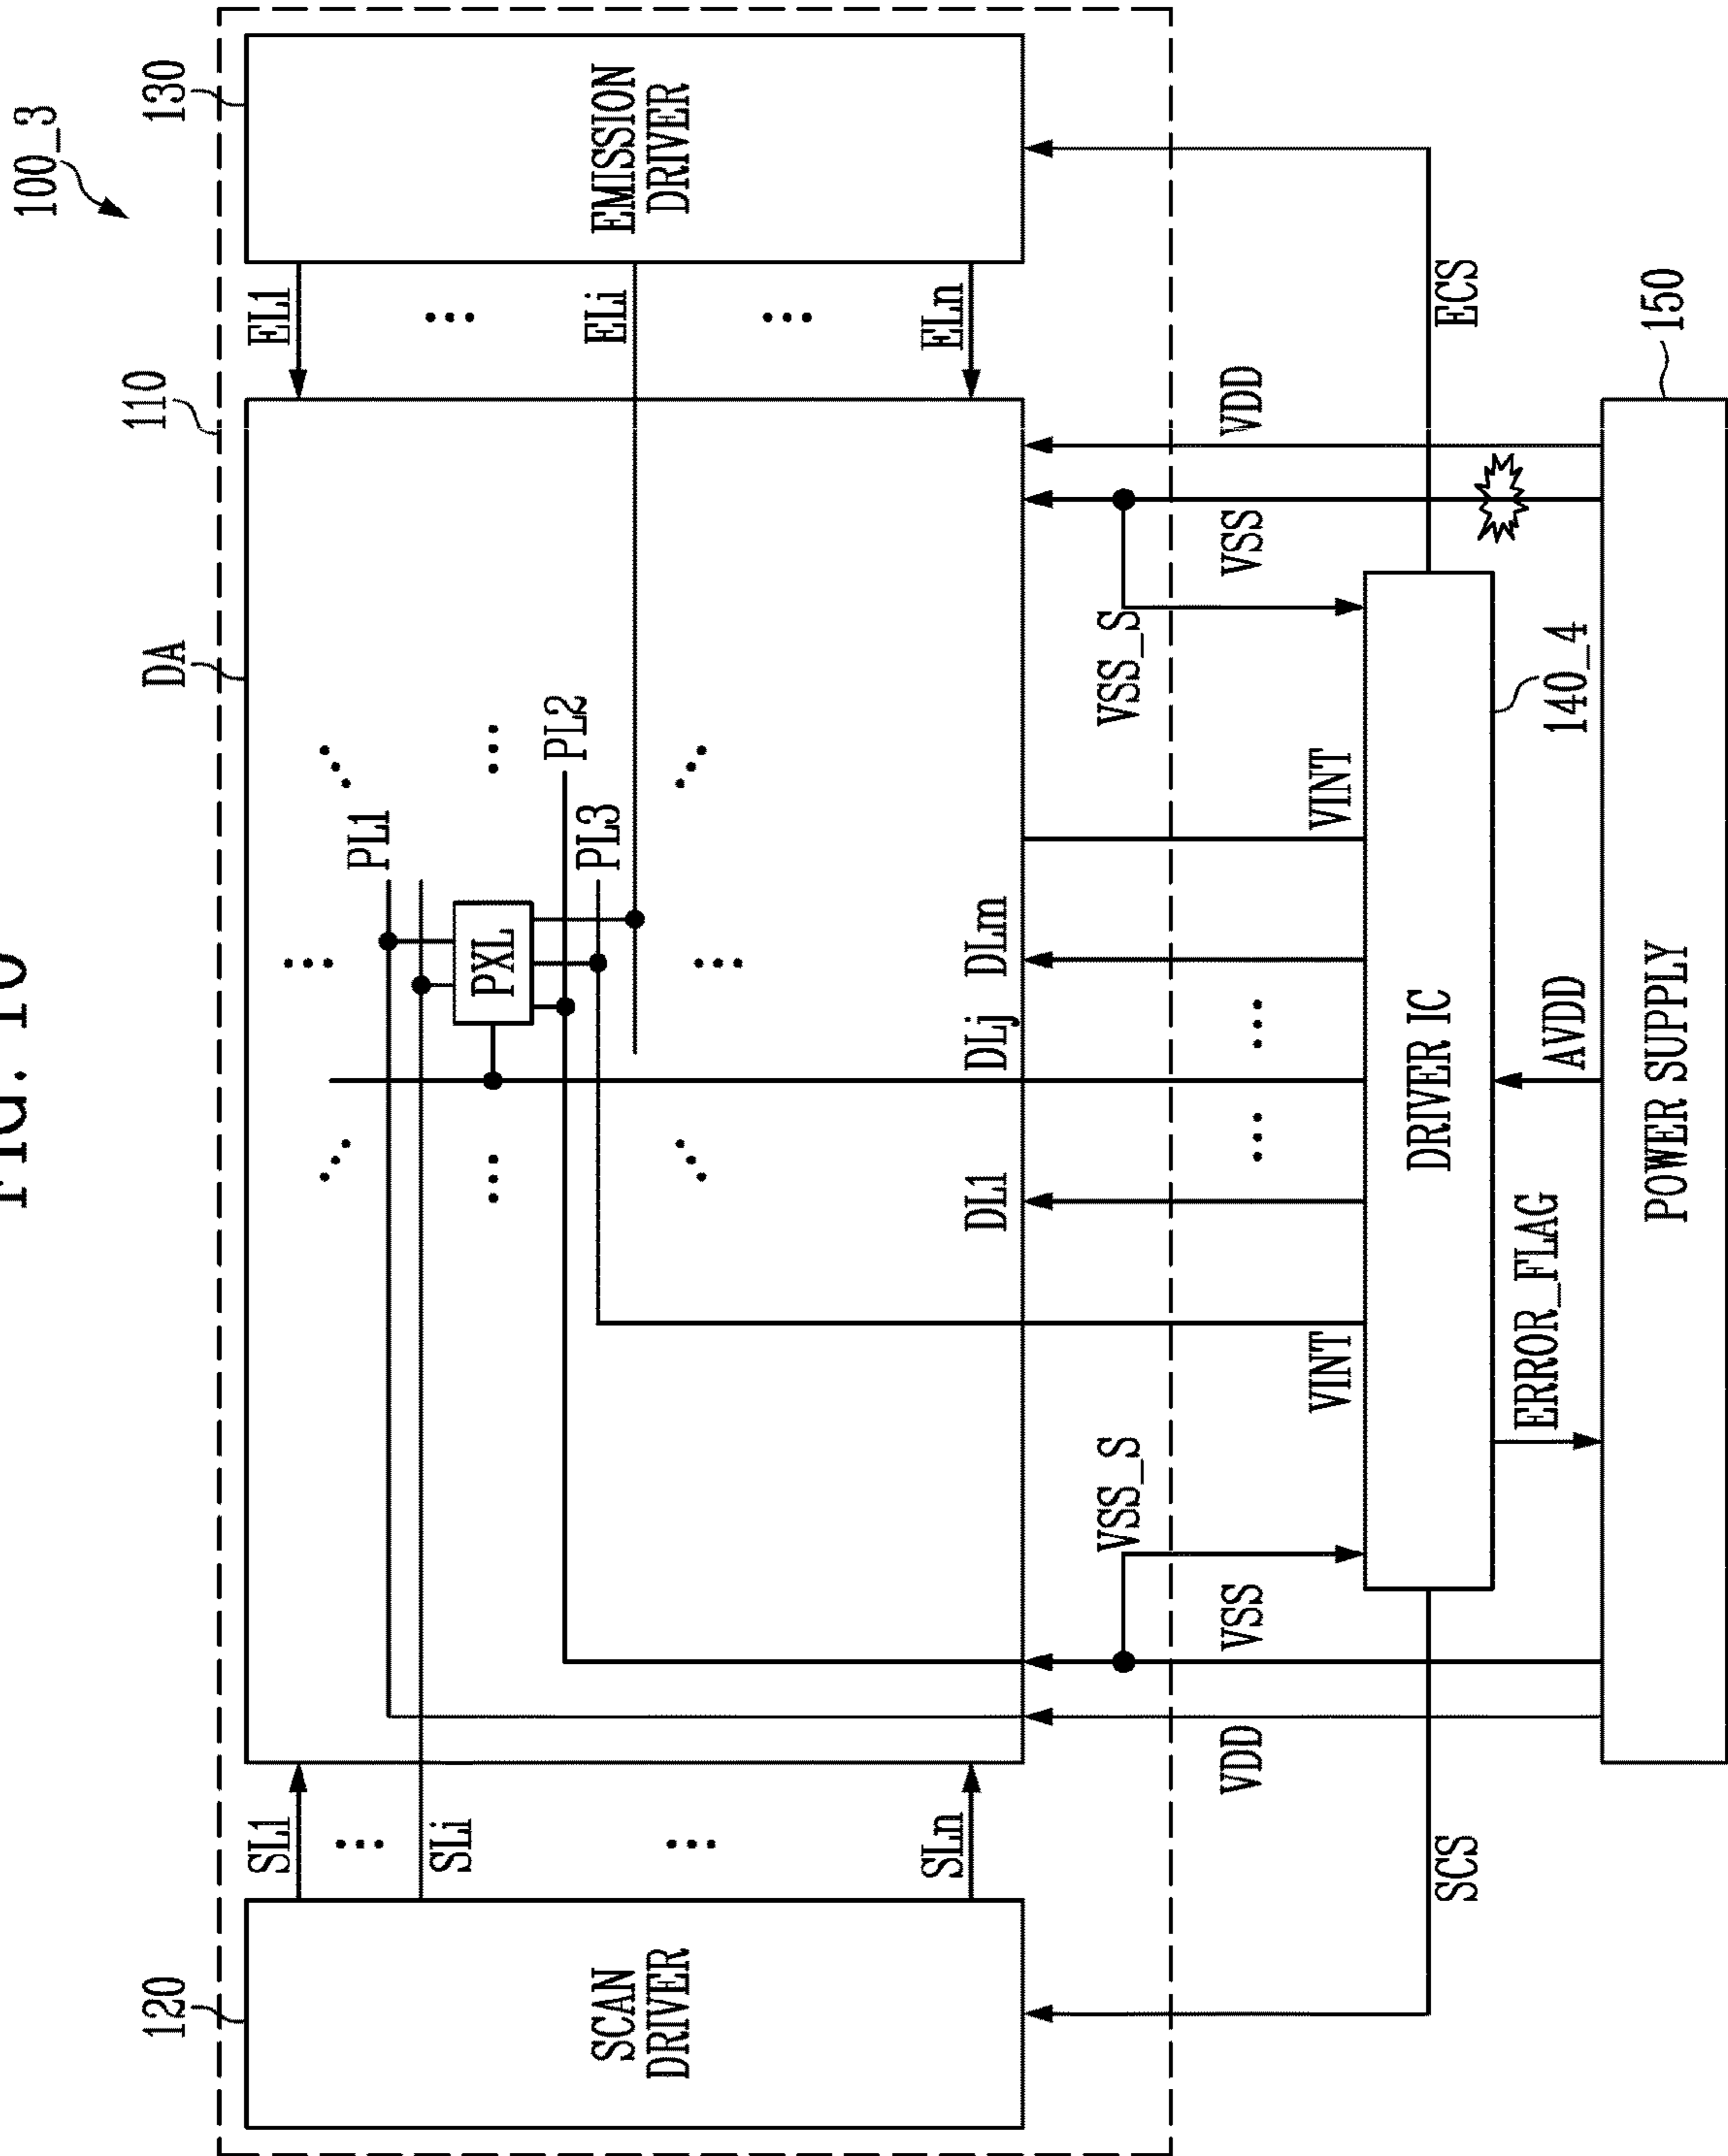 FIG.
100_3
120
DA
110
130
SCAN
DRIVER
SL1
SLi
SLn
PL1
PXL
PL2
PL3
EL1
ELi
ELn
EMISSION
DRIVER
DL1
DLj
DLm
VSS_S
VSS_S
VDD
VSS
VINT
VINT
VSS
VDD
SCS
DRIVER IC
ECS
ERROR_FLAG
AVDD
140_4
POWER SUPPLY
150